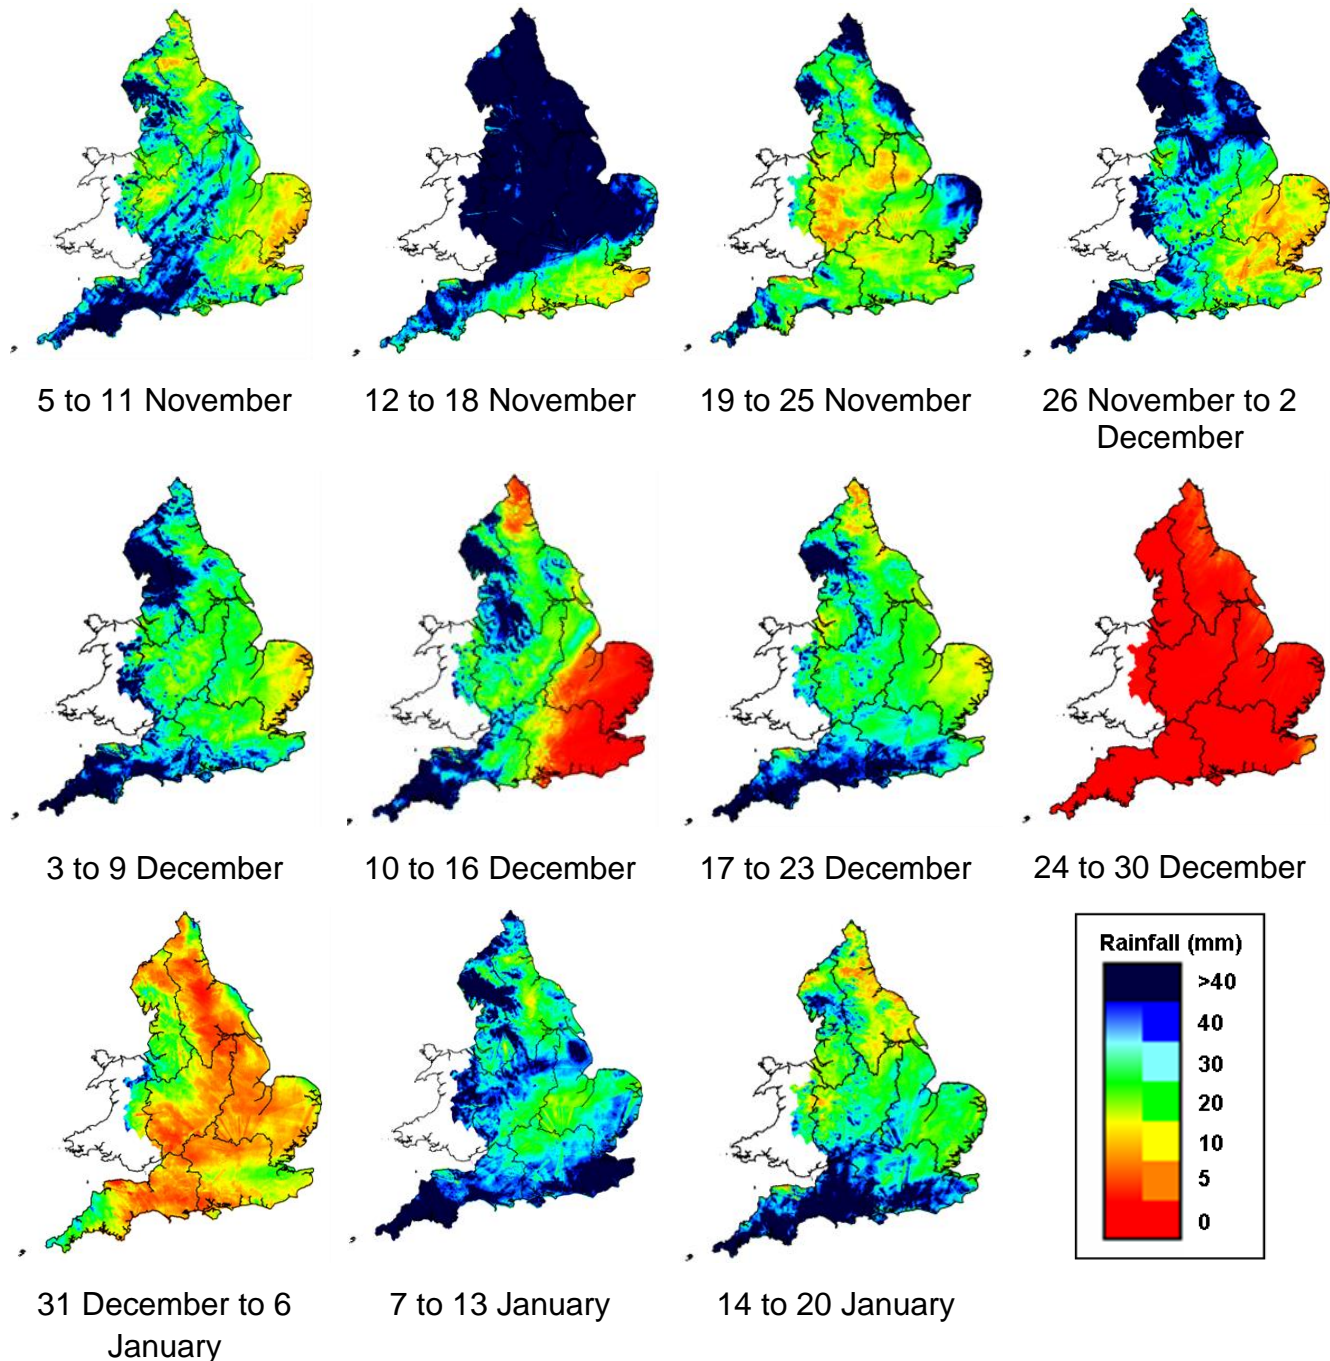 5 to 11 November
12 to 18 November
19 to 25 November
26 November to 2
December
3 to 9 December
10 to 16 December
17 to 23 December
24 to 30 December
31 December to 6
January
7 to 13 January
14 to 20 January
Rainfall (mm)
>40
40
30
20
10
5
0